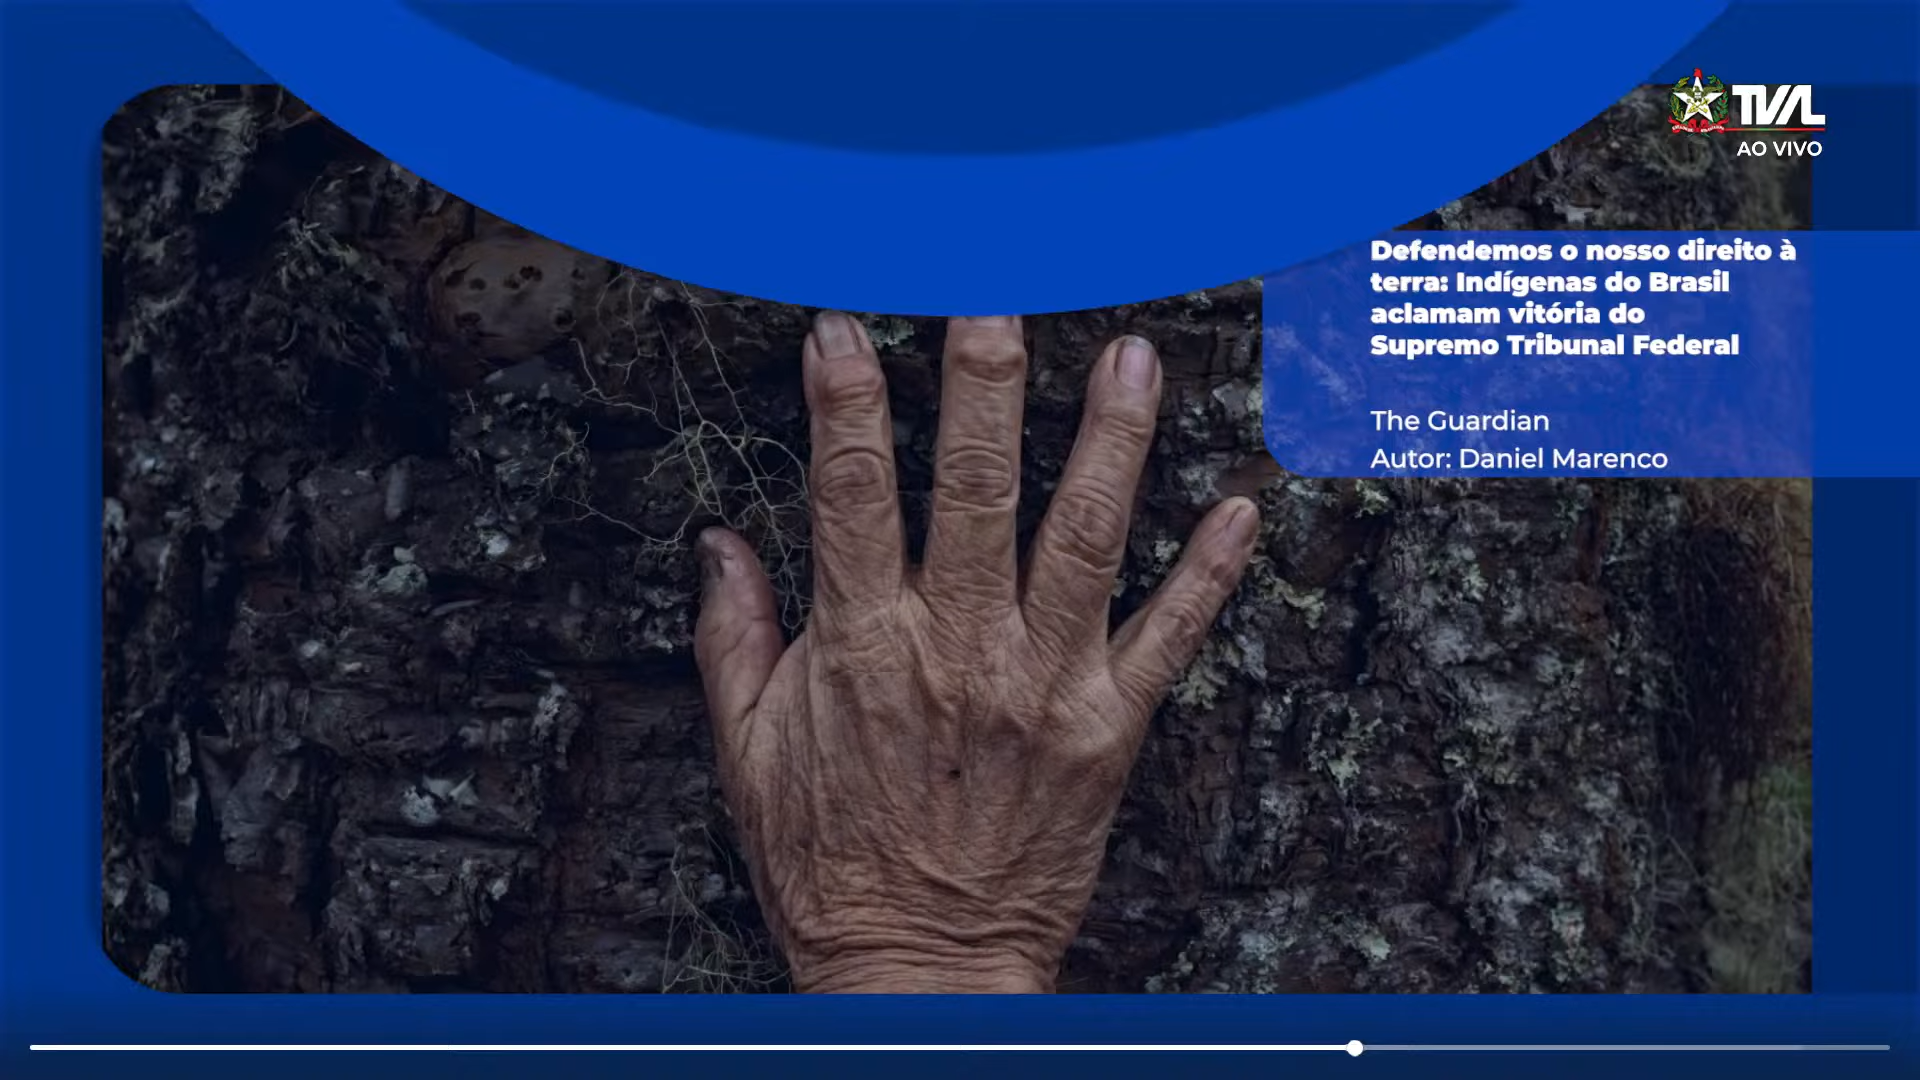 TVAL
AO VIVO
Defendemos o nosso direito à
terra: Indígenas do Brasil
aclamam vitória do
Supremo Tribunal Federal
The Guardian
Autor: Daniel Marenco